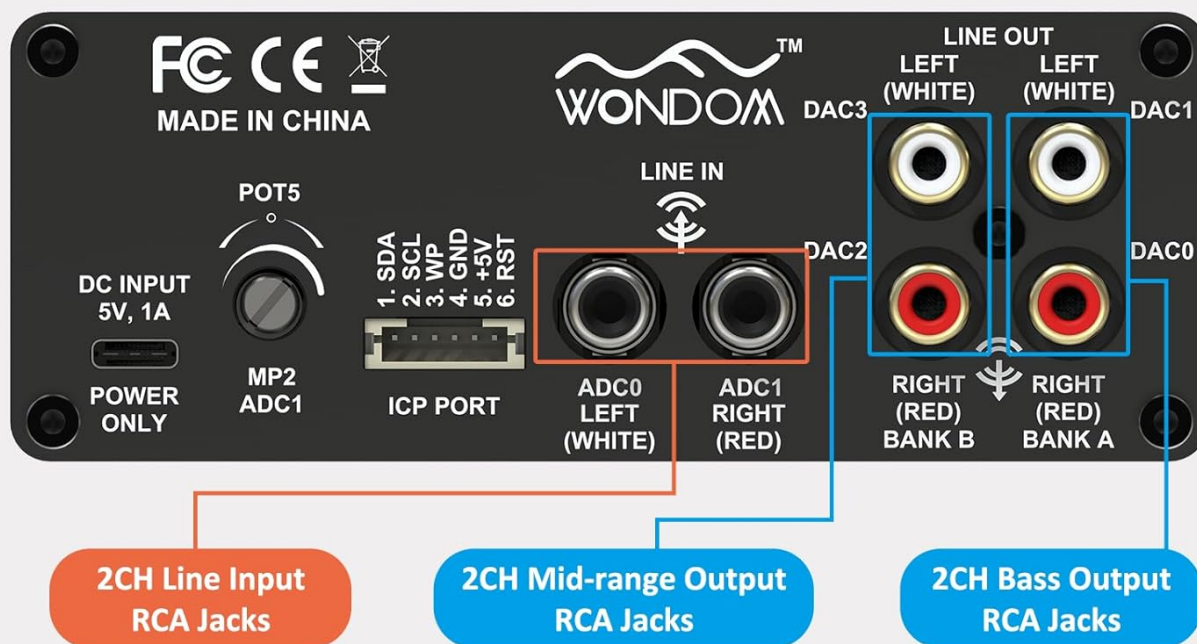 FC CE
MADE IN CHINA
WONDOM™
LINE OUT
LEFT
(WHITE)
LEFT
(WHITE)
DAC3
DAC1
DAC2
DAC0
LINE IN
POT5
DC INPUT
5V, 1A
POWER
ONLY
MP2
ADC1
1. SDA
2. SCL
3. WP
4. GND
5. +5V
6. RST
ICP PORT
ADC0
LEFT
(WHITE)
ADC1
RIGHT
(RED)
RIGHT
(RED)
BANK B
RIGHT
(RED)
BANK A
2CH Line Input
RCA Jacks
2CH Mid-range Output
RCA Jacks
2CH Bass Output
RCA Jacks